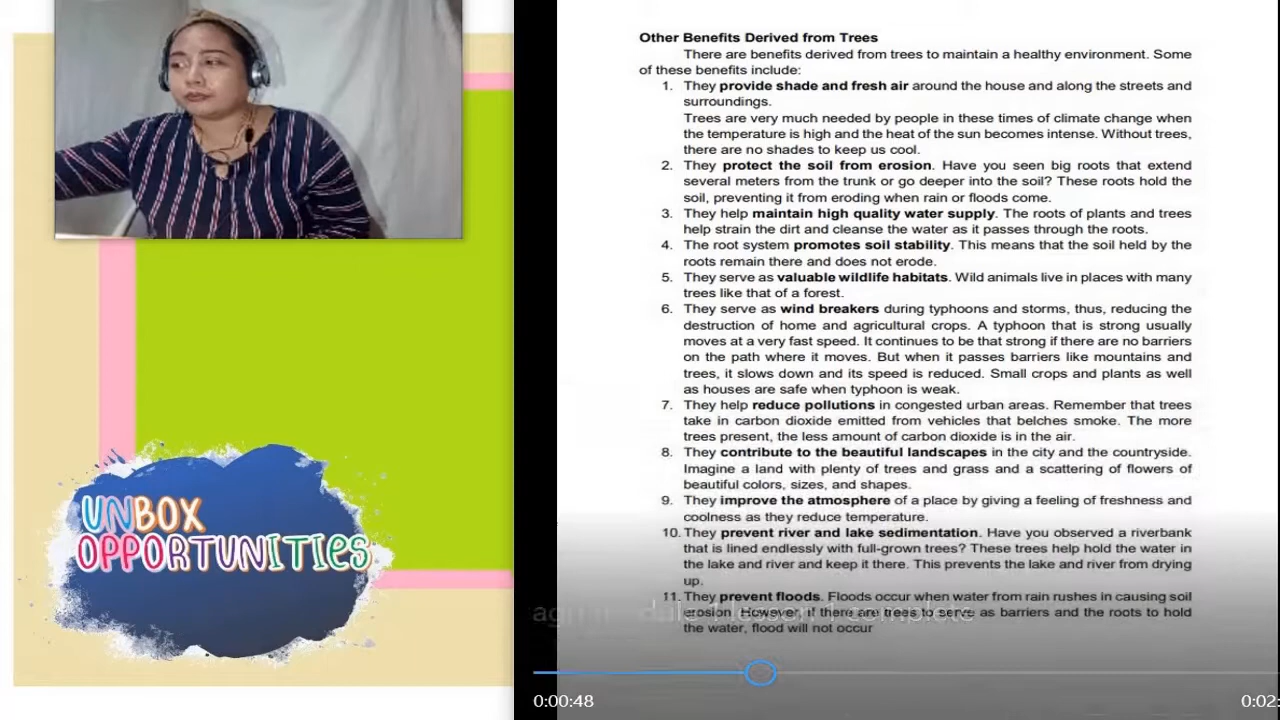 Other Benefits Derived from Trees
There are benefits derived from trees to maintain a healthy environment. Some
of these benefits include:
1. They provide shade and fresh air around the house and along the streets and
surroundings.
Trees are very much needed by people in these times of climate change when
the temperature is high and the heat of the sun becomes intense. Without trees,
there are no shades to keep us cool.
2. They protect the soil from erosion. Have you seen big roots that extend
several meters from the trunk or go deeper into the soil? These roots hold the
soil, preventing it from eroding when rain or floods come.
3. They help maintain high quality water supply. The roots of plants and trees
help strain the dirt and cleanse the water as it passes through the roots.
4. The root system promotes soil stability. This means that the soil held by the
roots remain there and does not erode.
5. They serve as valuable wildlife habitats. Wild animals live in places with many
trees like that of a forest.
6. They serve as wind breakers during typhoons and storms, thus, reducing the
destruction of home and agricultural crops. A typhoon that is strong usually
moves at a very fast speed. It continues to be that strong if there are no barriers
on the path where it moves. But when it passes barriers like mountains and
trees, it slows down and its speed is reduced. Small crops and plants as well
as houses are safe when typhoon is weak.
7. They help reduce pollutions in congested urban areas. Remember that trees
take in carbon dioxide emitted from vehicles that belches smoke. The more
trees present, the less amount of carbon dioxide is in the air.
8. They contribute to the beautiful landscapes in the city and the countryside.
Imagine a land with plenty of trees and grass and a scattering of flowers of
beautiful colors, sizes, and shapes.
9. They improve the atmosphere of a place by giving a feeling of freshness and
coolness as they reduce temperature.
10. They prevent river and lake sedimentation. Have you observed a riverbank
that is lined endlessly with full-grown trees? These trees help hold the water in
the lake and river and keep it there. This prevents the lake and river from drying
up.
11. They prevent floods. Floods occur when water from rain rushes in causing soil
erosion. However, if there are trees to serve as barriers and the roots to hold
the water, flood will not occur
UNBOX
OPPORTUNITIES
0:00:48
0:02: